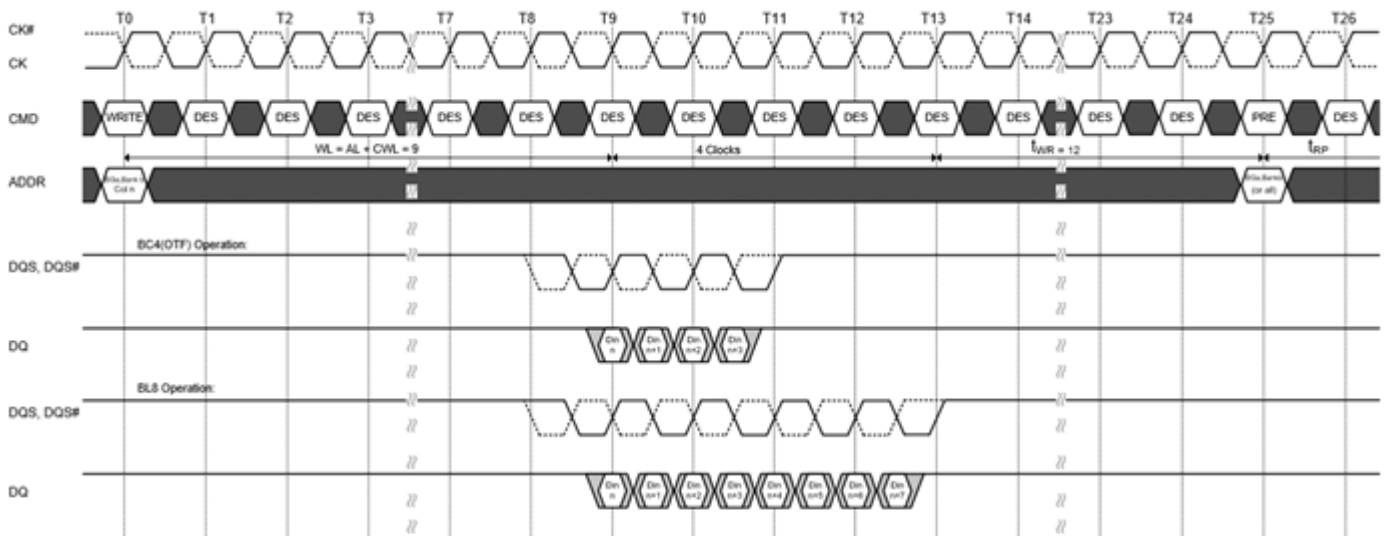 T0 T1 T2 T3 T7 T8 T9 T10 T11 T12 T13 T14 T23 T24 T25 T26
CK#
CK
CMD WRITE DES DES DES DES DES DES DES DES DES DES DES DES DES PRE DES
WL = AL + CWL = 9 4 Clocks tWR = 12 tRP
ADDR
Col n (or all)
BC4(OTF) Operation:
DQS, DQS#
DQ
Din n Din n+1 Din n+2 Din n+3
BL8 Operation:
DQS, DQS#
DQ
Din n Din n+1 Din n+2 Din n+3 Din n+4 Din n+5 Din n+6 Din n+7